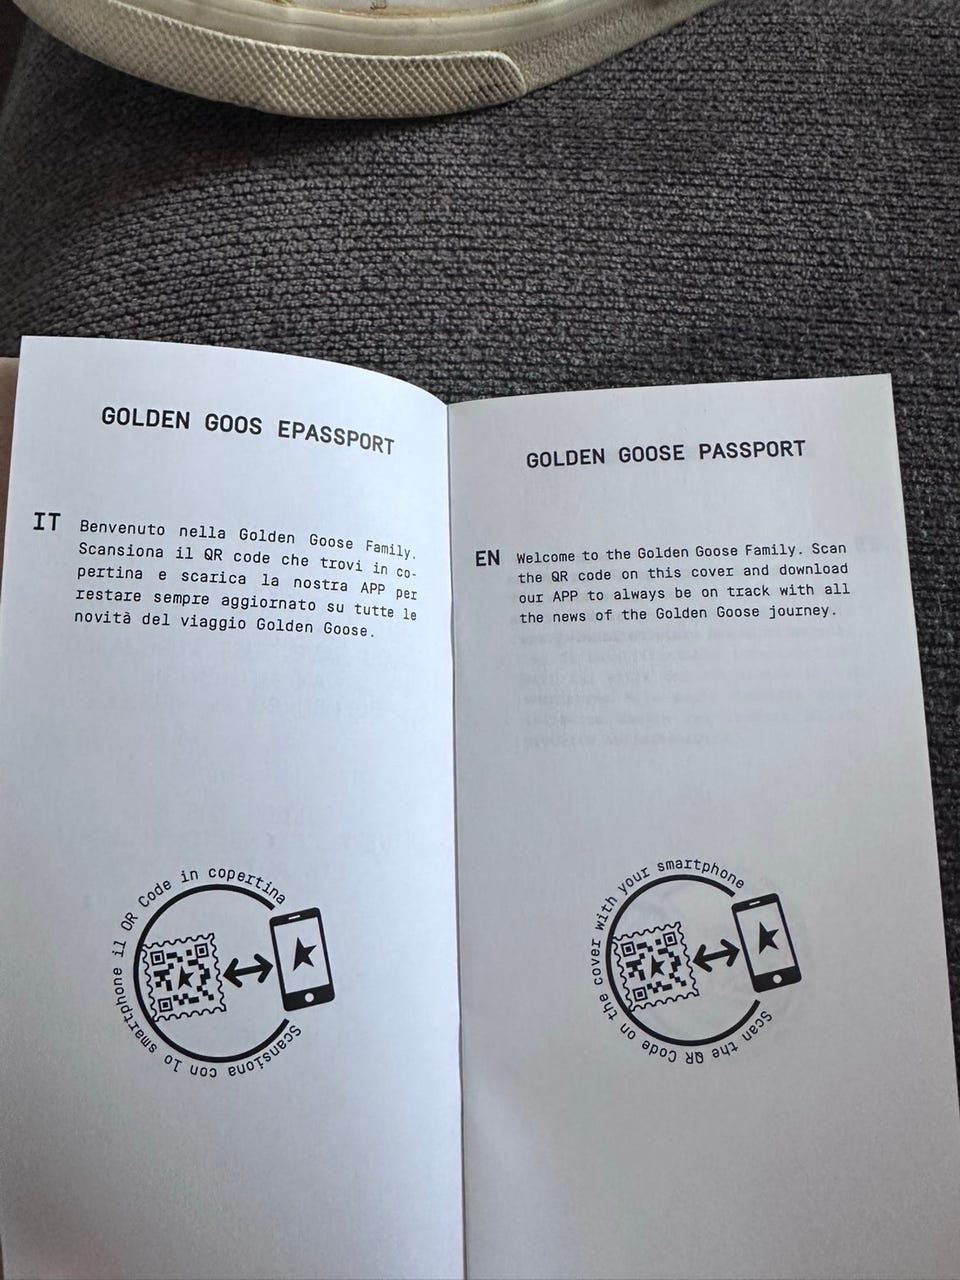 GOLDEN GOOS EPASSPORT
IT
Benvenuto nella Golden Goose Family.
Scansiona il QR code che trovi in co-
pertina e scarica la nostra APP per
restare sempre aggiornato su tutte le
novità del viaggio Golden Goose.
Scansiona con lo smartphone il QR Code in copertina
GOLDEN GOOSE PASSPORT
EN
Welcome to the Golden Goose Family. Scan
the QR code on this cover and download
our APP to always be on track with all
the news of the Golden Goose journey.
Scan the QR Code on the cover with your smartphone